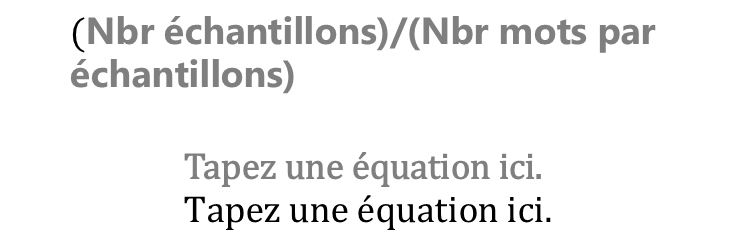 (Nbr échantillons)/(Nbr mots par
échantillons)
Tapez une équation ici.
Tapez une équation ici.